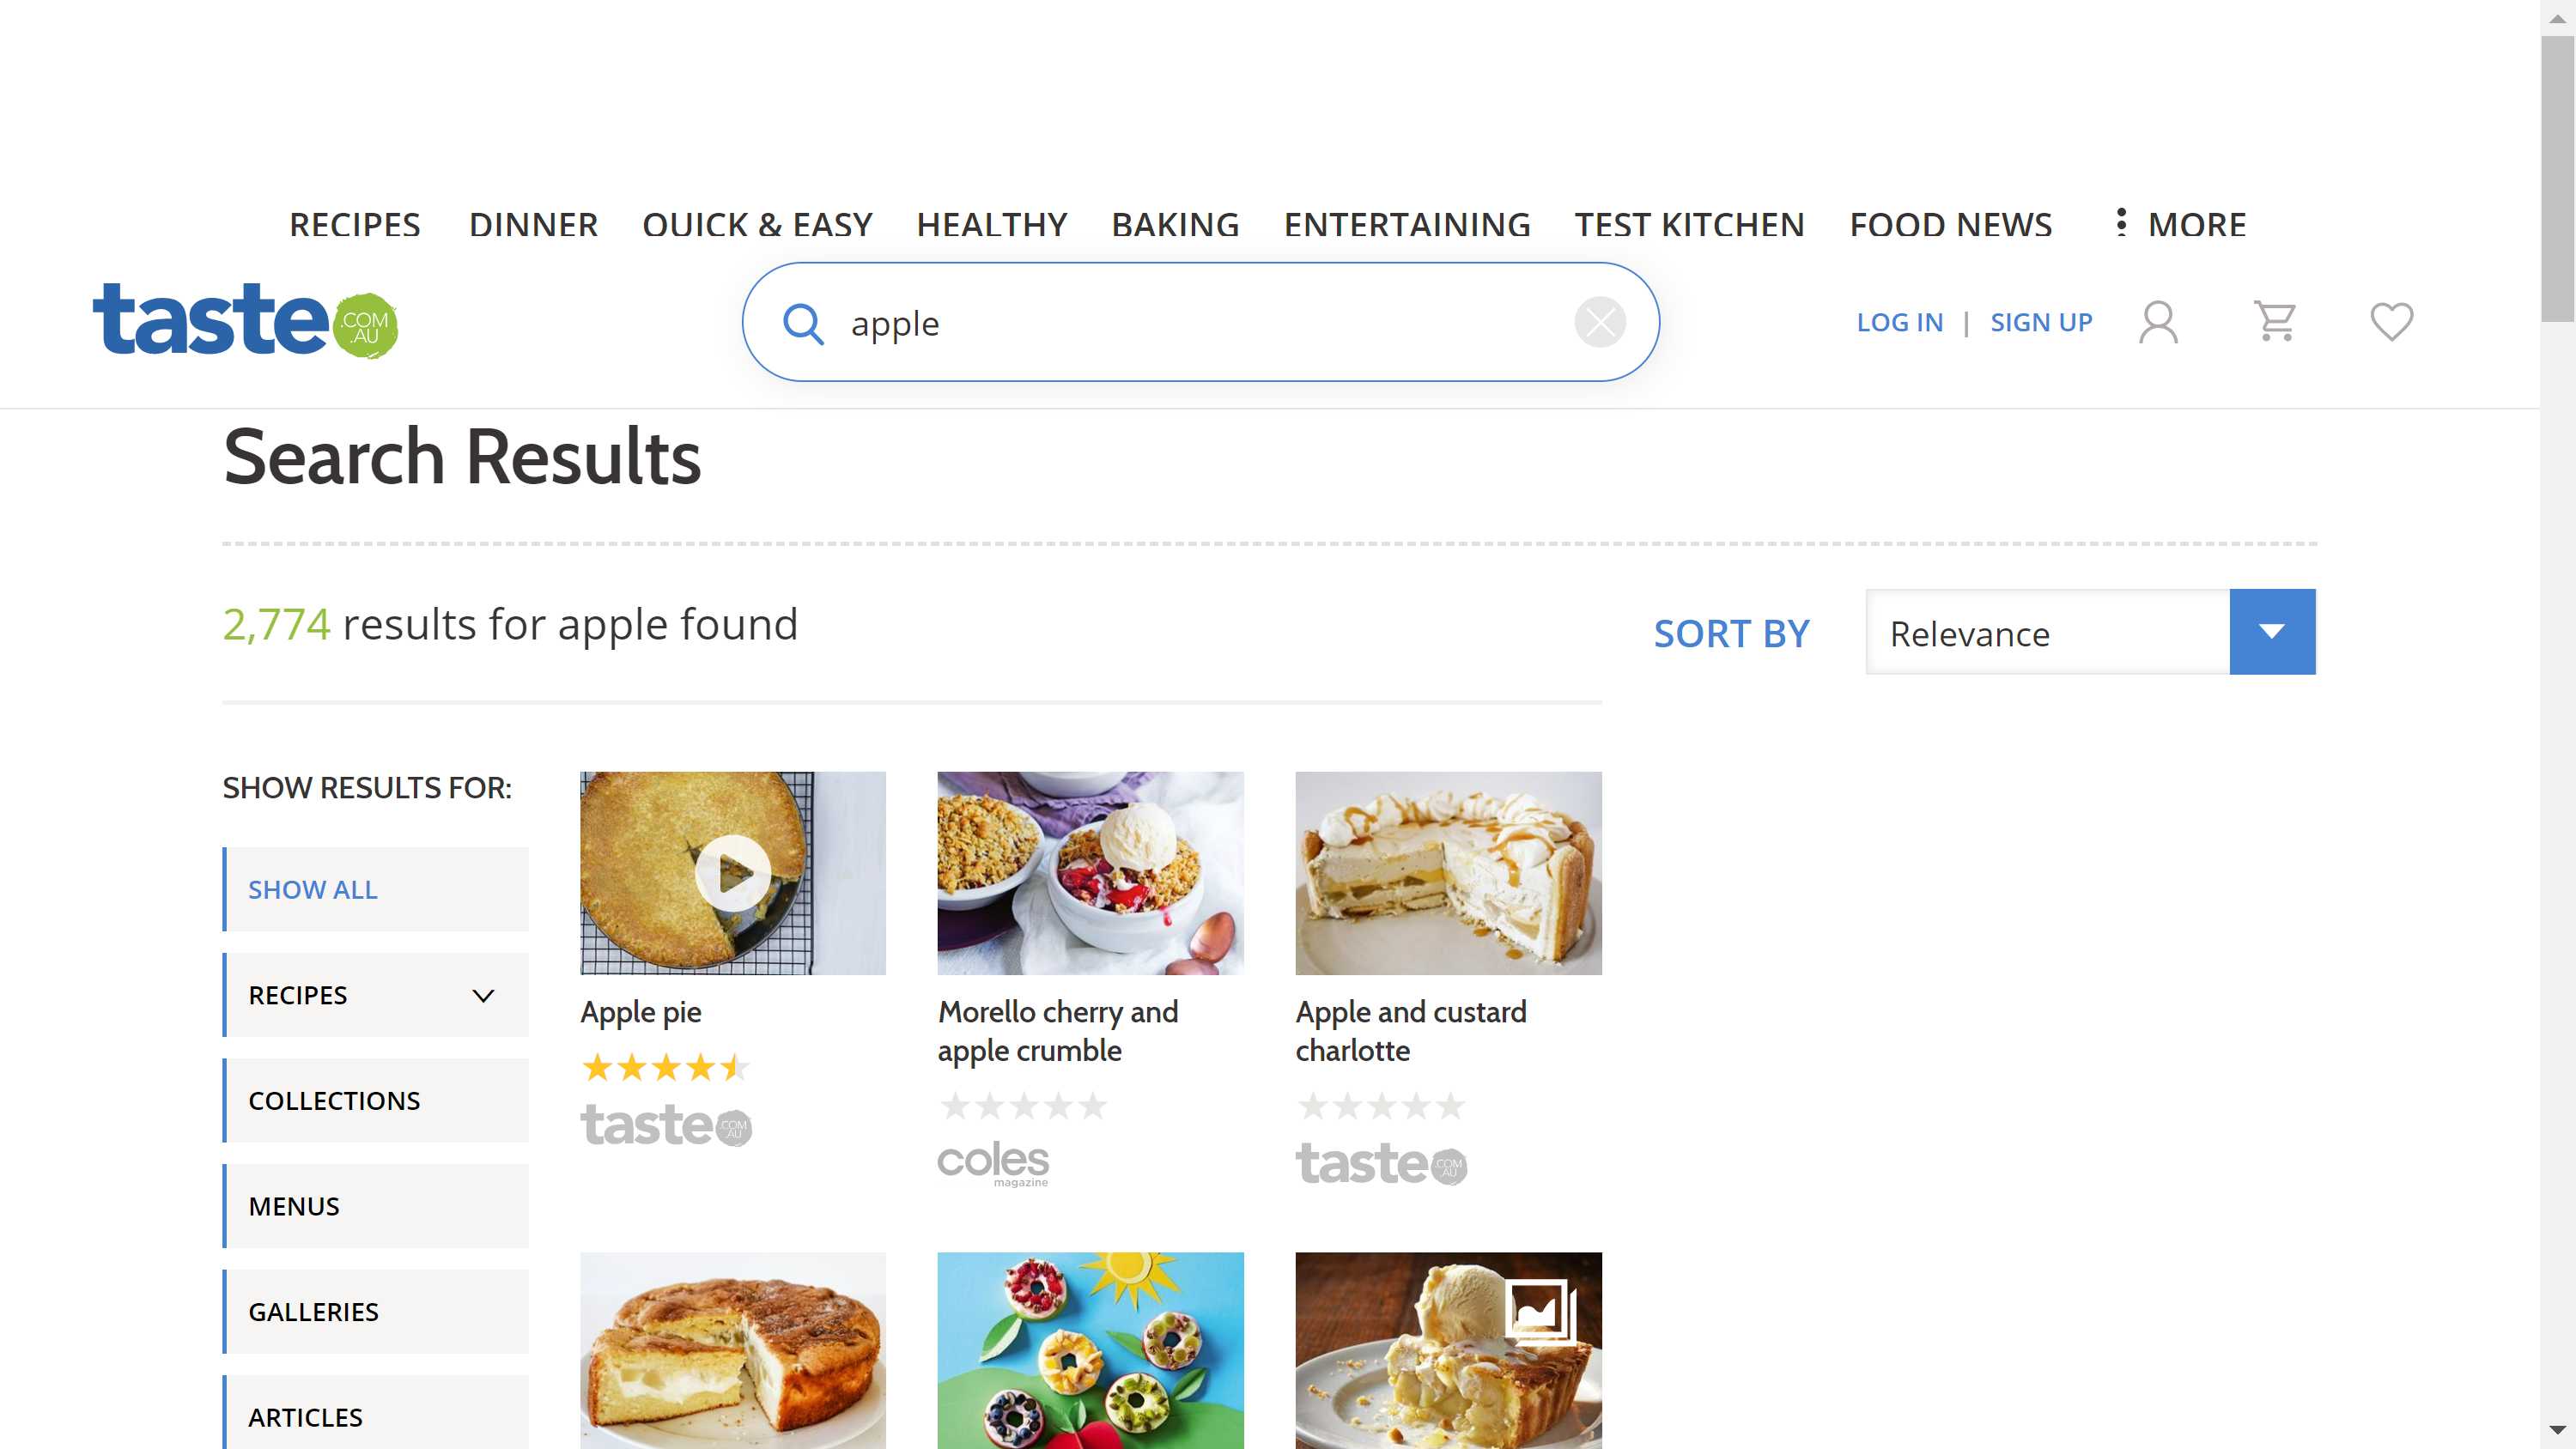 RECIPES DINNER QUICK & EASY HEALTHY BAKING ENTERTAINING TEST KITCHEN FOOD NEWS MORE
taste .COM .AU
apple
LOG IN | SIGN UP
Search Results
2,774 results for apple found
SORT BY
Relevance
SHOW RESULTS FOR:
SHOW ALL
RECIPES
COLLECTIONS
MENUS
GALLERIES
ARTICLES
Apple pie
taste .COM .AU
Morello cherry and
apple crumble
coles
magazine
Apple and custard
charlotte
taste .COM .AU